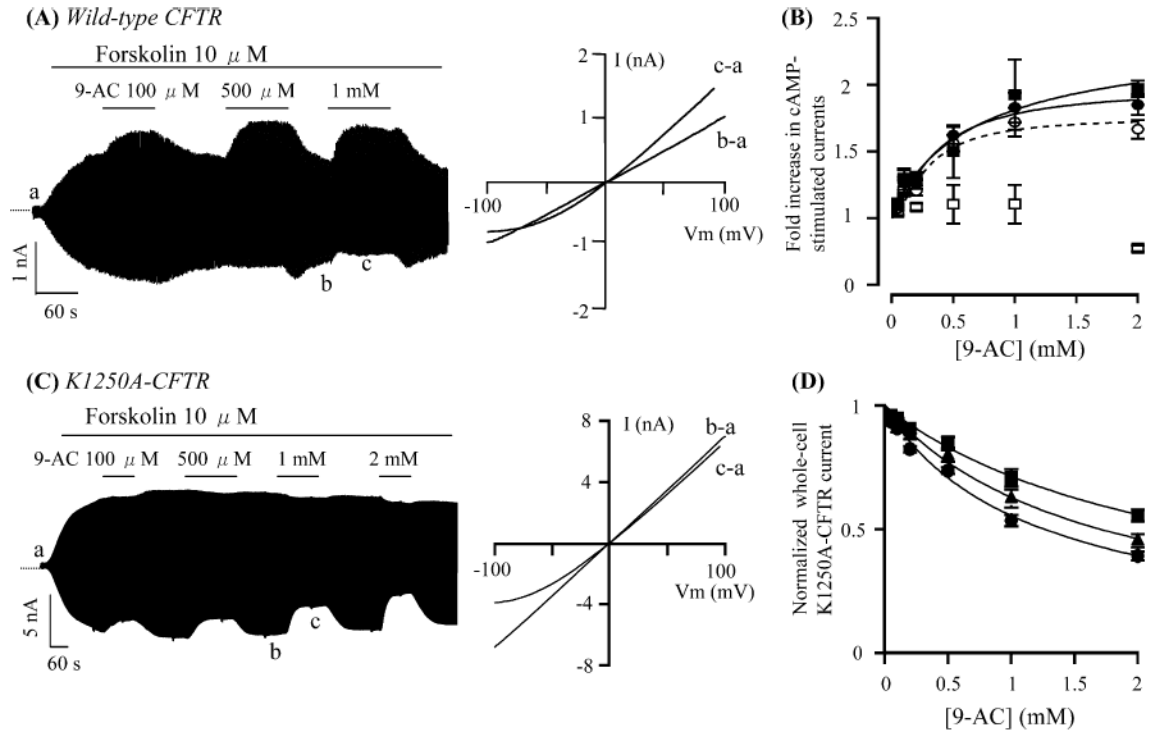 (A) Wild-type CFTR
Forskolin 10 μ M
9-AC 100 μ M 500 μ M 1 mM
a
b
c
1 nA
60 s
I (nA)
2
1
-1
-2
-100
100
Vm (mV)
c-a
b-a
(B)
Fold increase in cAMP-
stimulated currents
2.5
2
1.5
1
0.5
0 0.5 1 1.5 2
[9-AC] (mM)
(C) K1250A-CFTR
Forskolin 10 μ M
9-AC 100 μ M 500 μ M 1 mM 2 mM
a
b
c
5 nA
60 s
I (nA)
8
4
-4
-8
-100
100
Vm (mV)
b-a
c-a
(D)
Normalized whole-cell
K1250A-CFTR current
1
0.5
0
0 0.5 1 1.5 2
[9-AC] (mM)